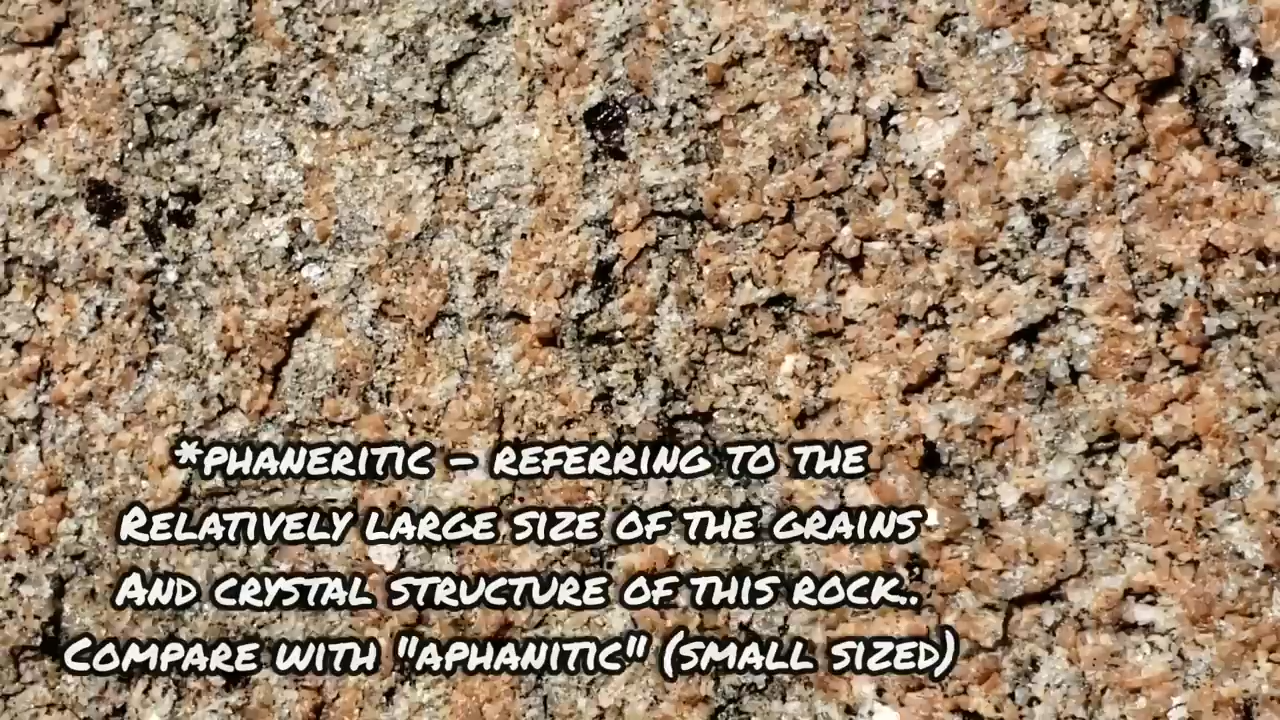 *phaneritic - referring to the
Relatively large size of the grains
And crystal structure of this rock..
Compare with "aphanitic" (small sized)